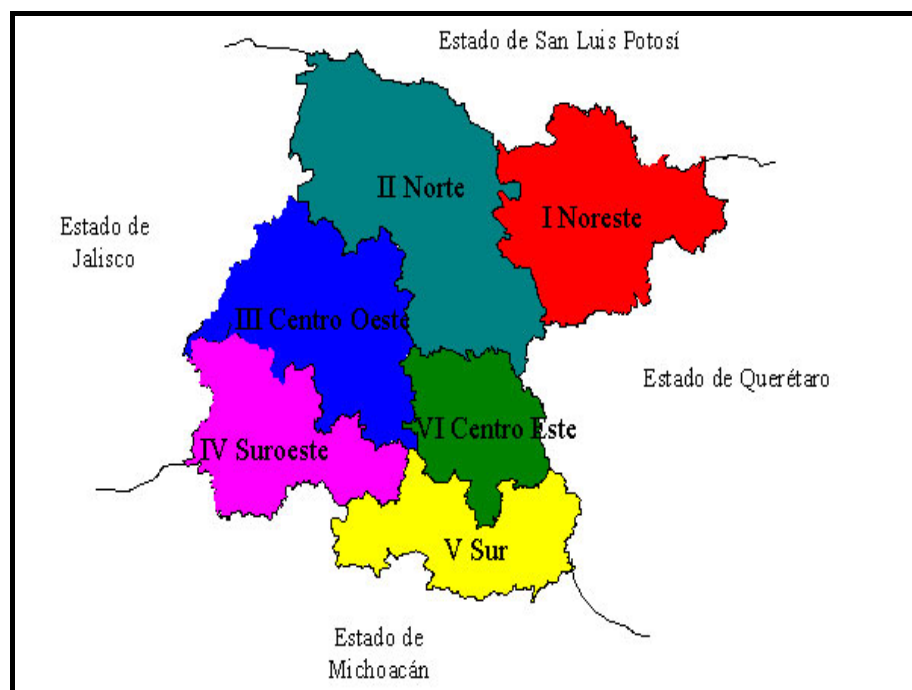 Estado de San Luis Potosí
II Norte
I Noreste
Estado de
Jalisco
III Centro Oeste
Estado de Querétaro
VI Centro Este
IV Suroeste
V Sur
Estado de
Michoacán